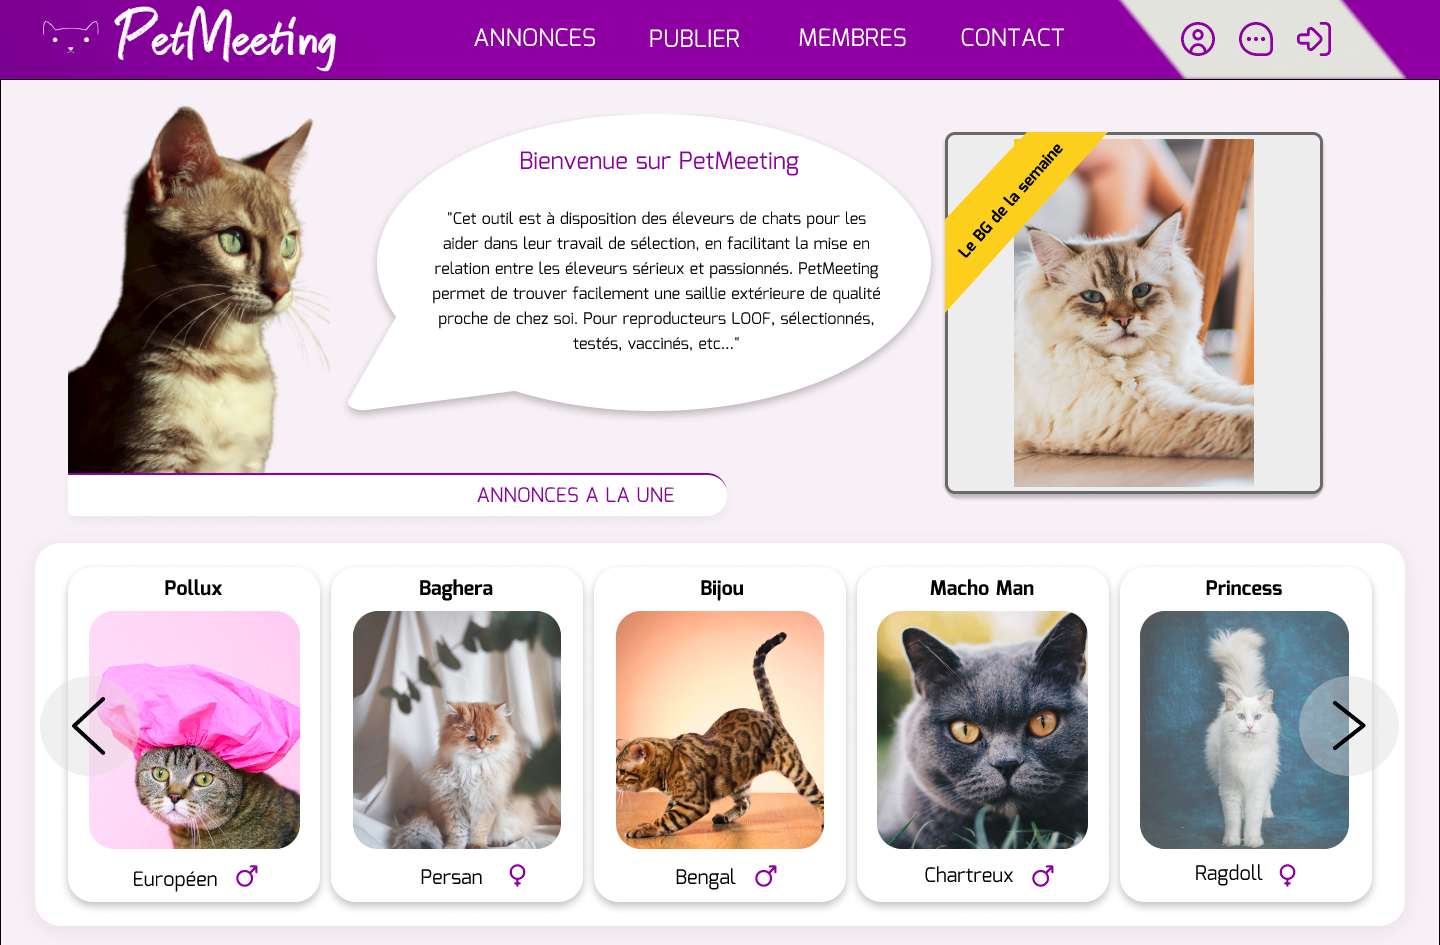 PetMeeting
ANNONCES
PUBLIER
MEMBRES
CONTACT
Bienvenue sur PetMeeting
"Cet outil est à disposition des éleveurs de chats pour les
aider dans leur travail de sélection, en facilitant la mise en
relation entre les éleveurs sérieux et passionnés. PetMeeting
permet de trouver facilement une saillie extérieure de qualité
proche de chez soi. Pour reproducteurs LOOF, sélectionnés,
testés, vaccinés, etc..."
Le BG de la semaine
ANNONCES A LA UNE
Pollux
Baghera
Bijou
Macho Man
Princess
Européen
Persan
Bengal
Chartreux
Ragdoll